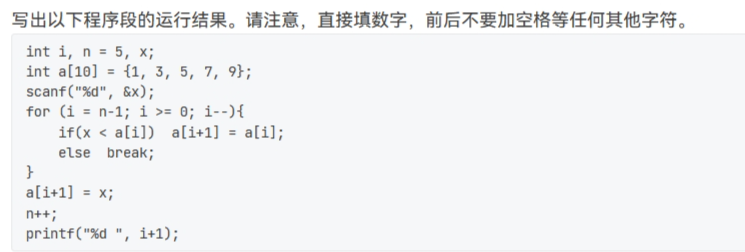 写出以下程序段的运行结果。请注意，直接填数字，前后不要加空格等任何其他字符。
int i, n = 5, x;
int a[10] = {1, 3, 5, 7, 9};
scanf("%d", &x);
for (i = n-1; i >= 0; i--){
    if(x < a[i])  a[i+1] = a[i];
    else  break;
}
a[i+1] = x;
n++;
printf("%d ", i+1);